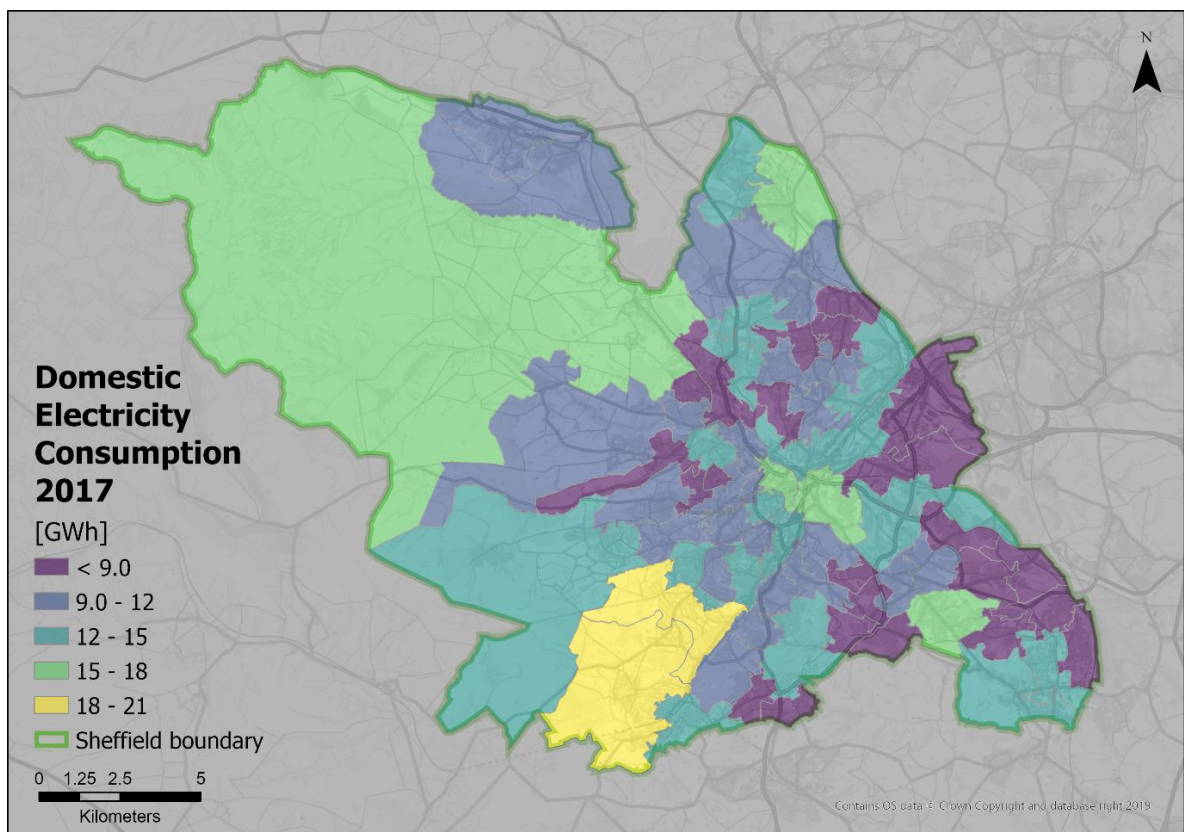 N
Domestic
Electricity
Consumption
2017
[GWh]
< 9.0
9.0 - 12
12 - 15
15 - 18
18 - 21
Sheffield boundary
0 1.25 2.5 5
Kilometers
Contains OS data © Crown Copyright and database right 2019